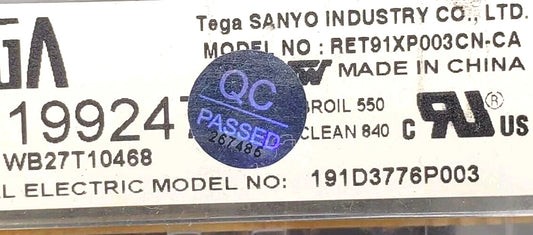 Tega SANYO INDUSTRY CO., LTD.
GA
MODEL NO : RET91XP003CN-CA
MADE IN CHINA
QC
PASSED
267486
BROIL 550
CLEAN 840
C UR US
®
WB27T10468
ELECTRIC MODEL NO: 191D3776P003